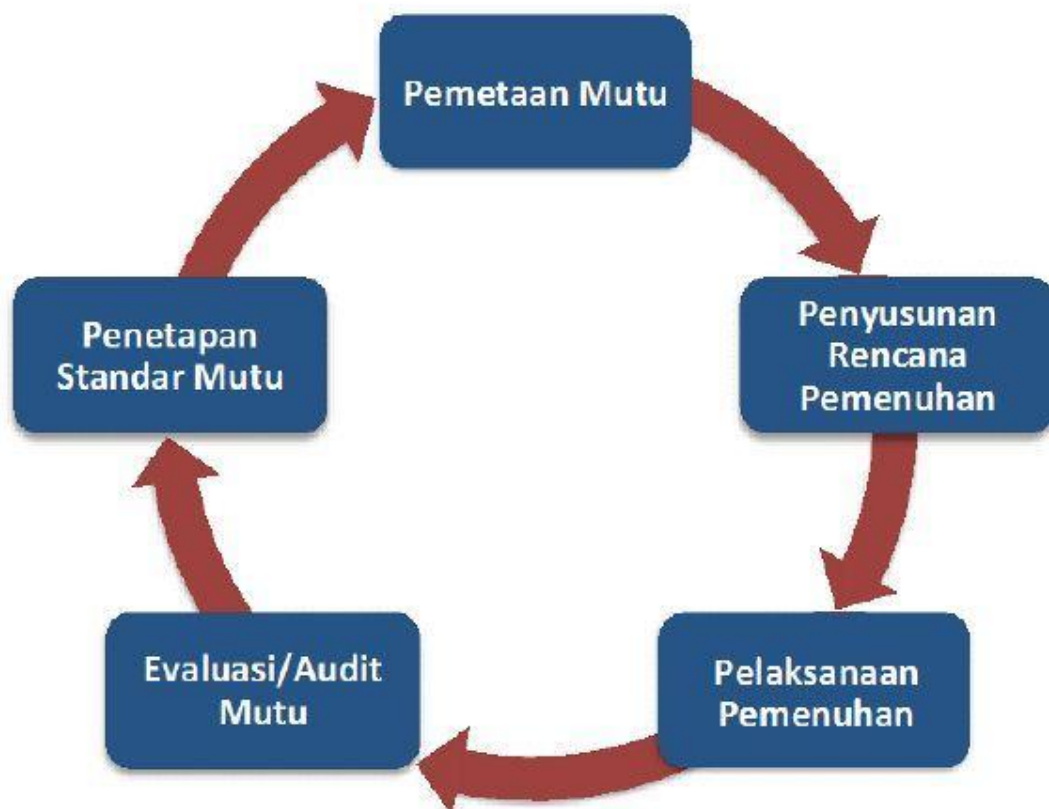 Pemetaan Mutu
Penyusunan
Rencana
Pemenuhan
Pelaksanaan
Pemenuhan
Evaluasi/Audit
Mutu
Penetapan
Standar Mutu